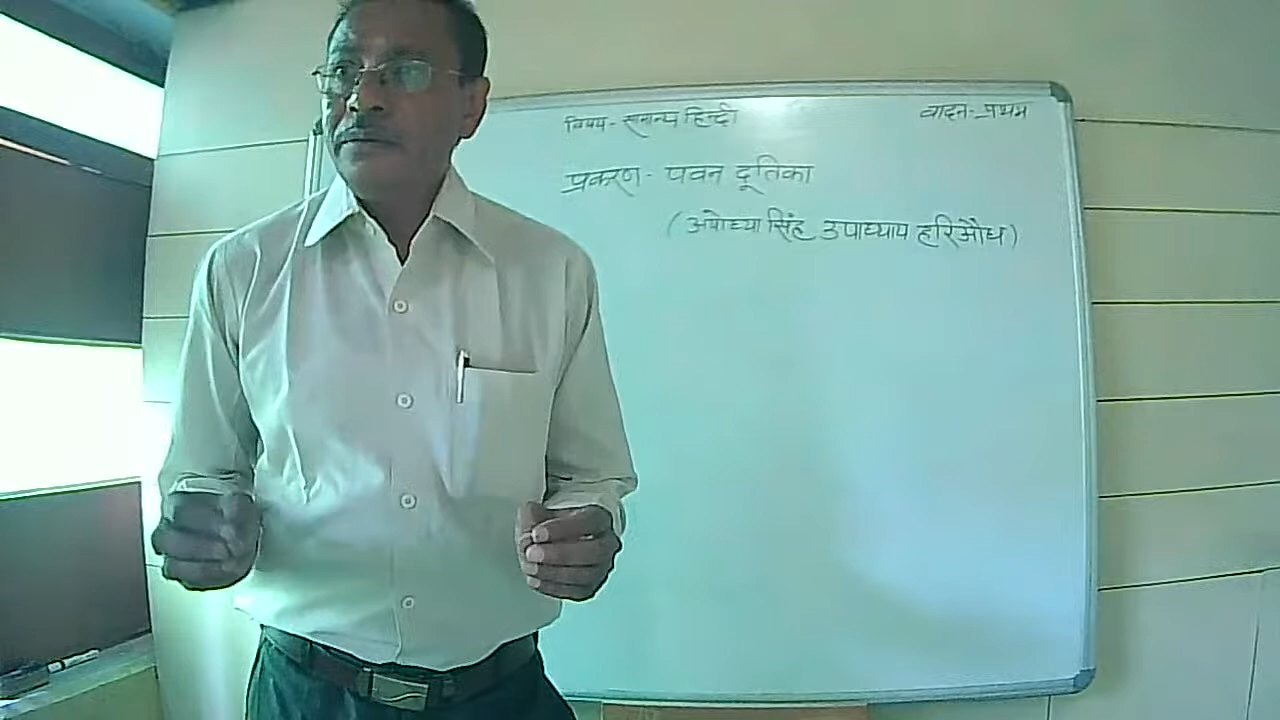 विषय- सामान्य हिन्दी
वादन- प्रथम
प्रकरण- पवन दूतिका
(अयोध्या सिंह उपाध्याय हरिऔध)